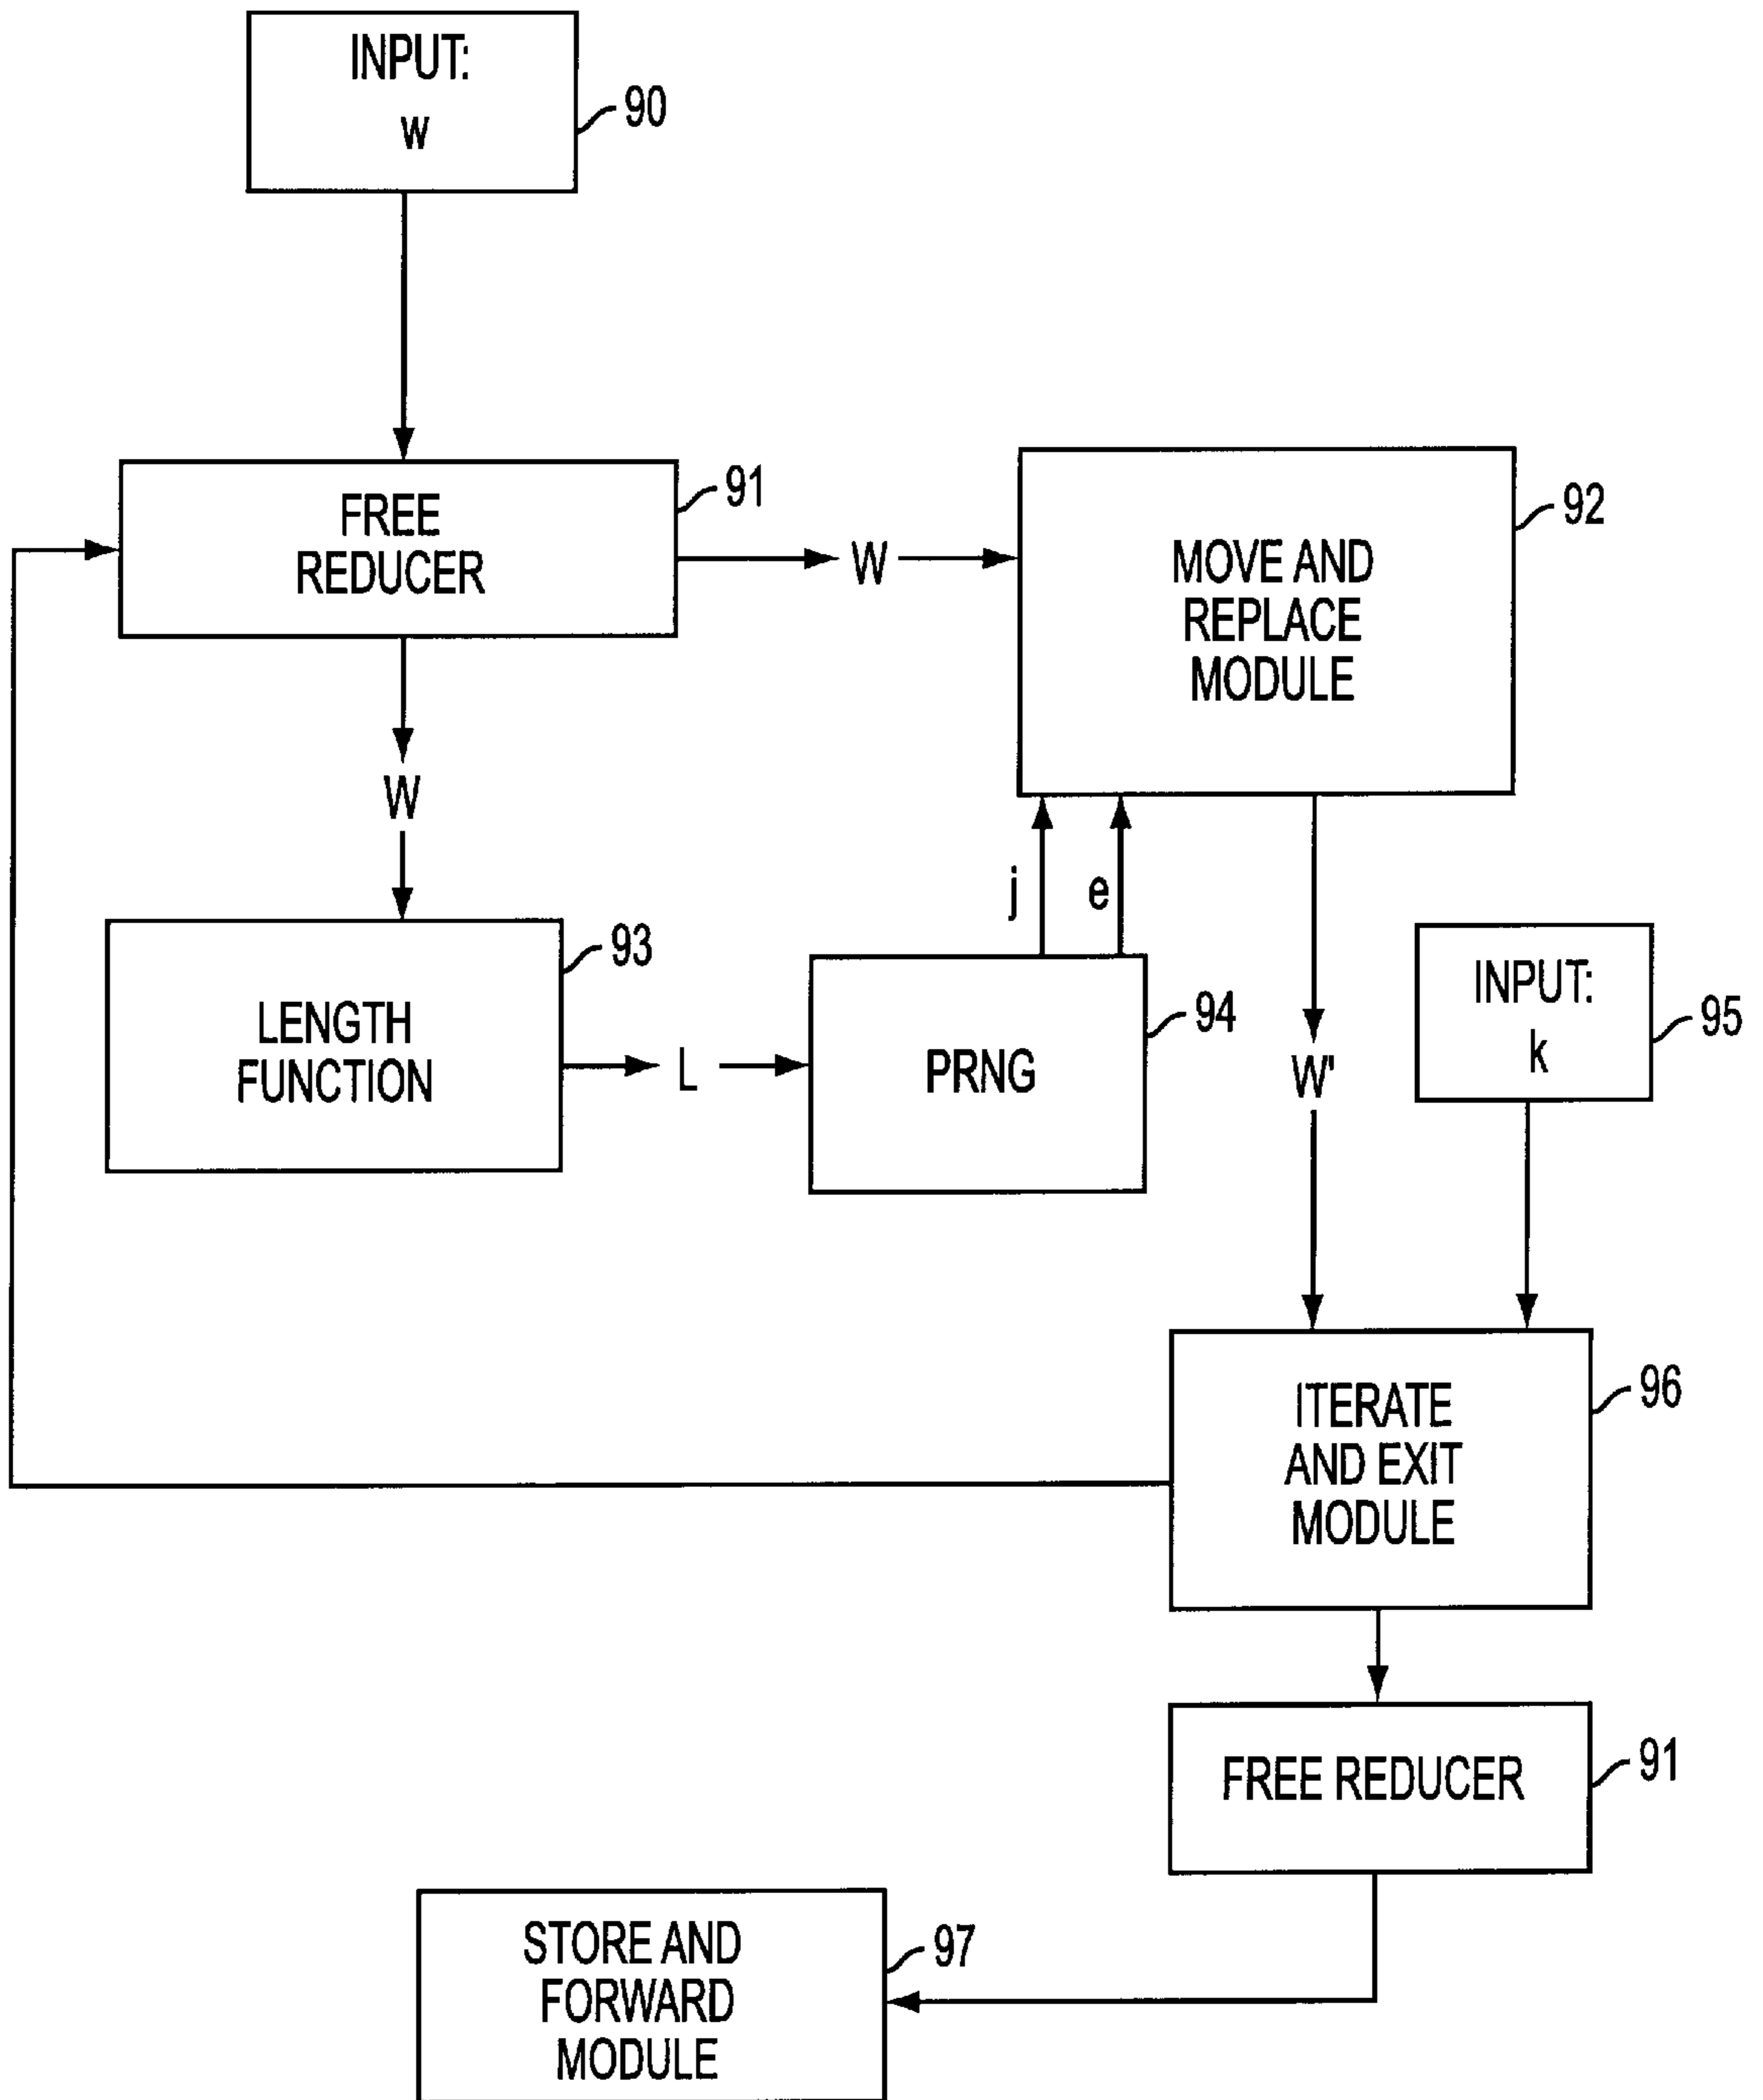 INPUT:
w
90
FREE
REDUCER
91
W
MOVE AND
REPLACE
MODULE
92
W
LENGTH
FUNCTION
93
L
PRNG
94
j
e
W'
INPUT:
k
95
ITERATE
AND EXIT
MODULE
96
FREE REDUCER
91
STORE AND
FORWARD
MODULE
97